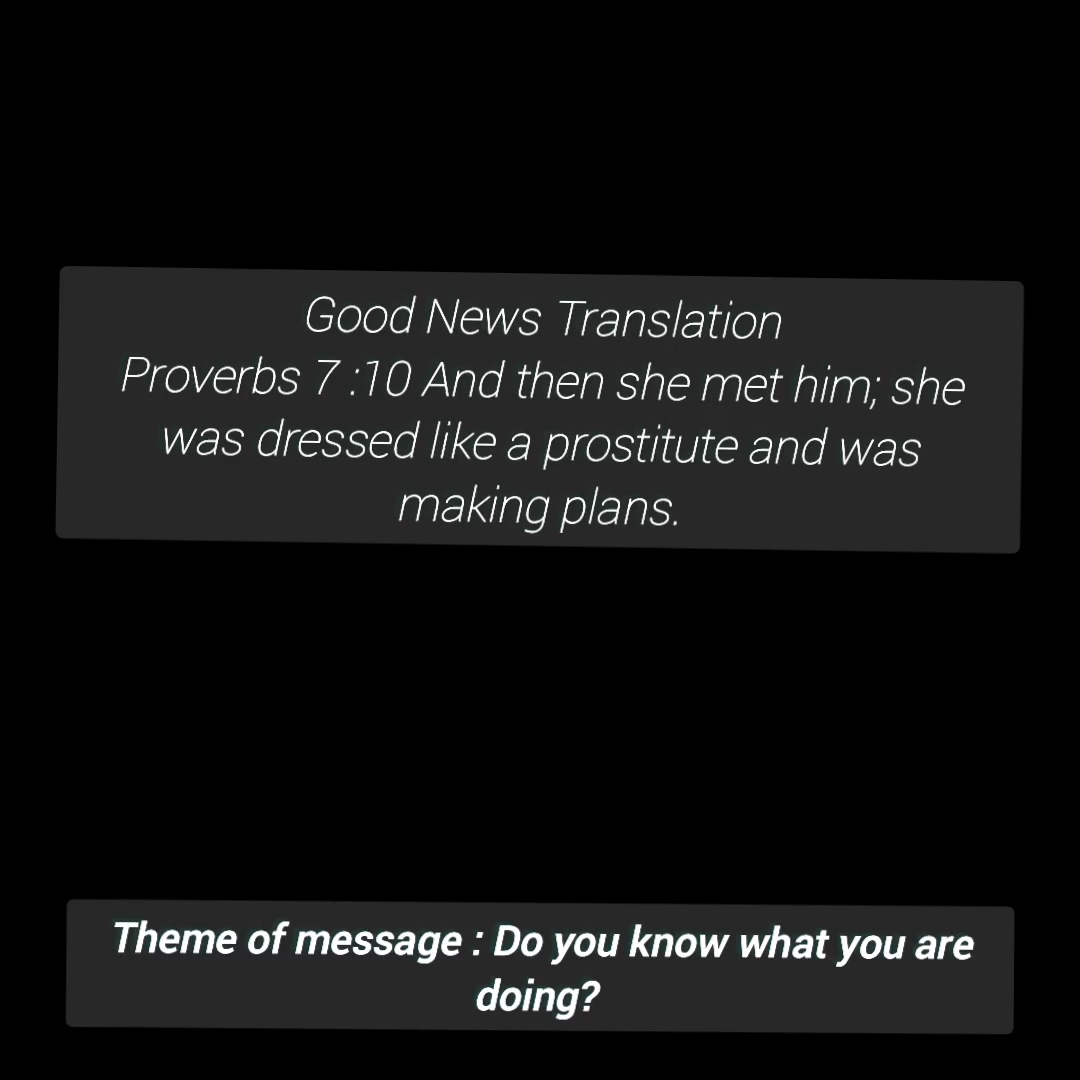 Good News Translation
Proverbs 7 :10 And then she met him; she
was dressed like a prostitute and was
making plans.
Theme of message : Do you know what you are
doing?